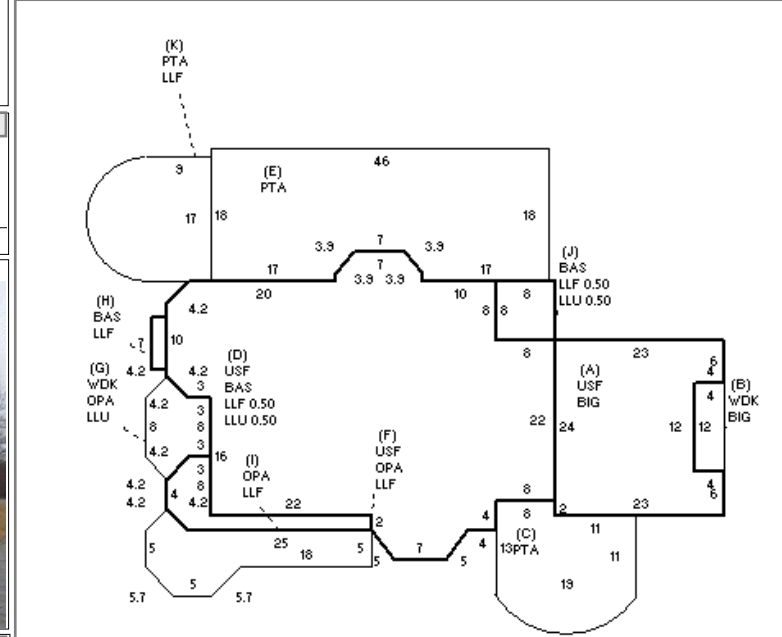 (K)
PTA
LLF
9
(E)
PTA
46
17
18
18
3.9
7
3.9
17
7
3.9
3.9
17
(J)
BAS
LLF 0.50
LLU 0.50
20
10
8
8
8
4.2
(H)
BAS
LLF
7
10
4.2
4.2
8
23
6
4
(G)
WDK
OPA
LLU
(D)
USF
BAS
LLF 0.50
LLU 0.50
3
(A)
USF
BIG
4
(B)
WDK
BIG
4.2
3
8
8
22
24
12
12
4.2
3
16
(F)
USF
OPA
LLF
3
(I)
OPA
LLF
4.2
4.2
4
8
4.2
22
8
4
6
23
2
8
2
4
11
(C)
PTA
5
25
18
5
5
7
5
4
13
11
5
5.7
5.7
19